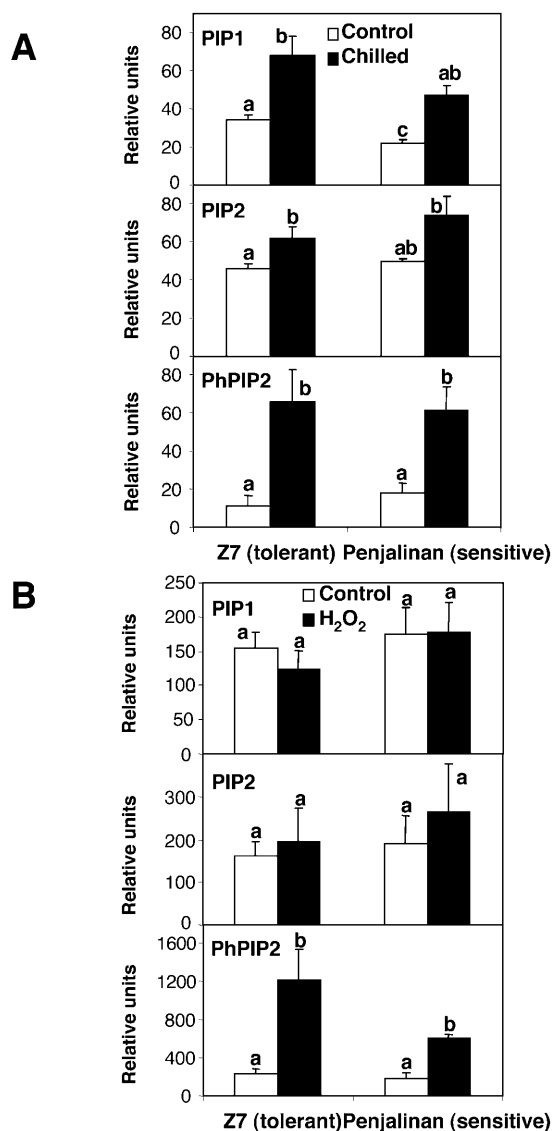 A
PIP1
Control
Chilled
Relative units
80
60
40
20
0
a
b
c
ab
PIP2
Relative units
80
60
40
20
0
a
b
ab
b
PhPIP2
Relative units
80
60
40
20
0
a
b
a
b
Z7 (tolerant) Penjalinan (sensitive)
B
PIP1
Control
H₂O₂
Relative units
250
200
150
100
50
0
a
a
a
a
PIP2
Relative units
300
200
100
0
a
a
a
a
PhPIP2
Relative units
1600
1200
800
400
0
a
b
a
b
Z7 (tolerant)Penjalinan (sensitive)